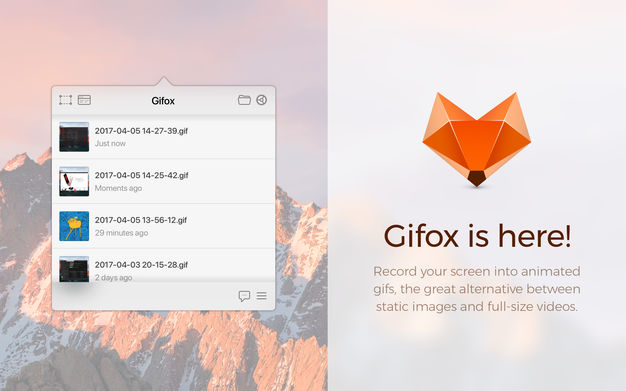 Gifox
2017-04-05 14-27-39.gif
Just now
2017-04-05 14-25-42.gif
Moments ago
2017-04-05 13-56-12.gif
29 minutes ago
2017-04-03 20-15-28.gif
2 days ago
Gifox is here!
Record your screen into animated
gifs, the great alternative between
static images and full-size videos.